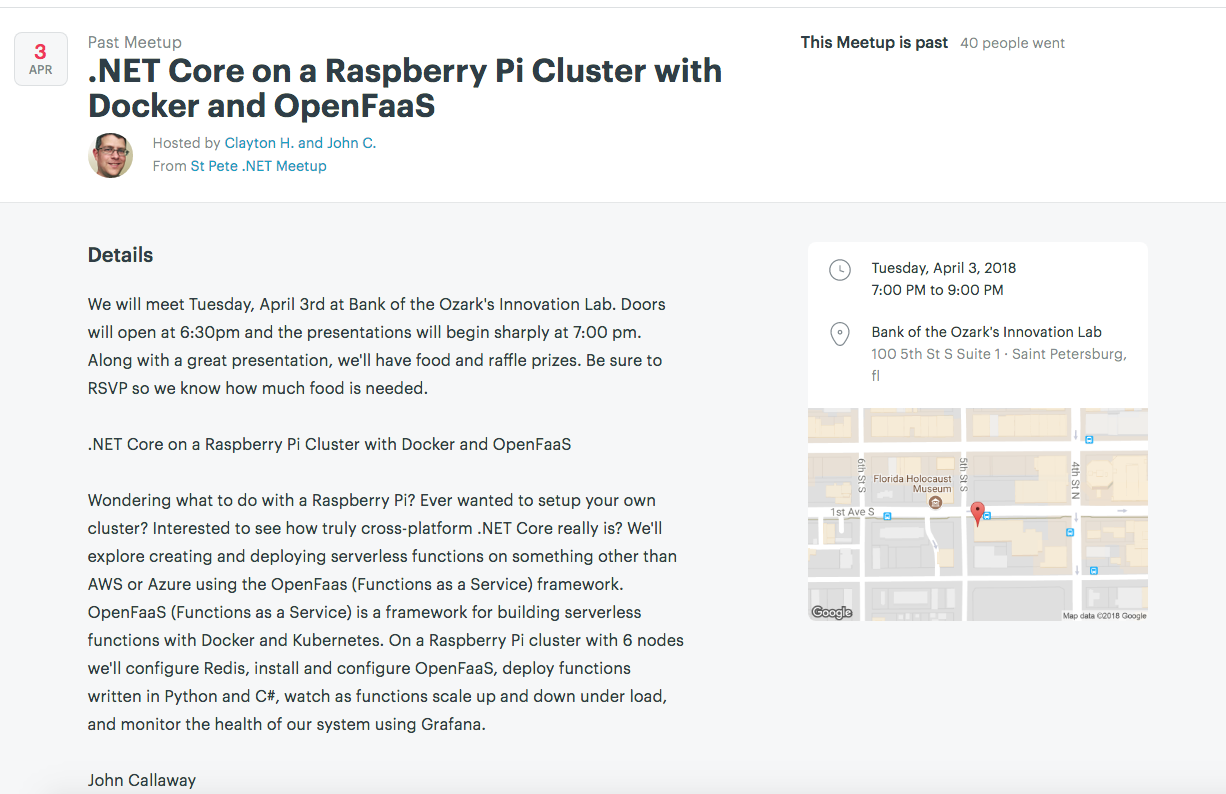 3
APR
Past Meetup
.NET Core on a Raspberry Pi Cluster with
Docker and OpenFaaS
Hosted by Clayton H. and John C.
From St Pete .NET Meetup
This Meetup is past 40 people went
Details
We will meet Tuesday, April 3rd at Bank of the Ozark's Innovation Lab. Doors
will open at 6:30pm and the presentations will begin sharply at 7:00 pm.
Along with a great presentation, we'll have food and raffle prizes. Be sure to
RSVP so we know how much food is needed.
.NET Core on a Raspberry Pi Cluster with Docker and OpenFaaS
Wondering what to do with a Raspberry Pi? Ever wanted to setup your own
cluster? Interested to see how truly cross-platform .NET Core really is? We'll
explore creating and deploying serverless functions on something other than
AWS or Azure using the OpenFaas (Functions as a Service) framework.
OpenFaaS (Functions as a Service) is a framework for building serverless
functions with Docker and Kubernetes. On a Raspberry Pi cluster with 6 nodes
we'll configure Redis, install and configure OpenFaaS, deploy functions
written in Python and C#, watch as functions scale up and down under load,
and monitor the health of our system using Grafana.
John Callaway
Tuesday, April 3, 2018
7:00 PM to 9:00 PM
Bank of the Ozark's Innovation Lab
100 5th St S Suite 1 · Saint Petersburg,
fl
6th St S
5th St S
4th St N
Florida Holocaust
Museum
1st Ave S
Google
Map data ©2018 Google